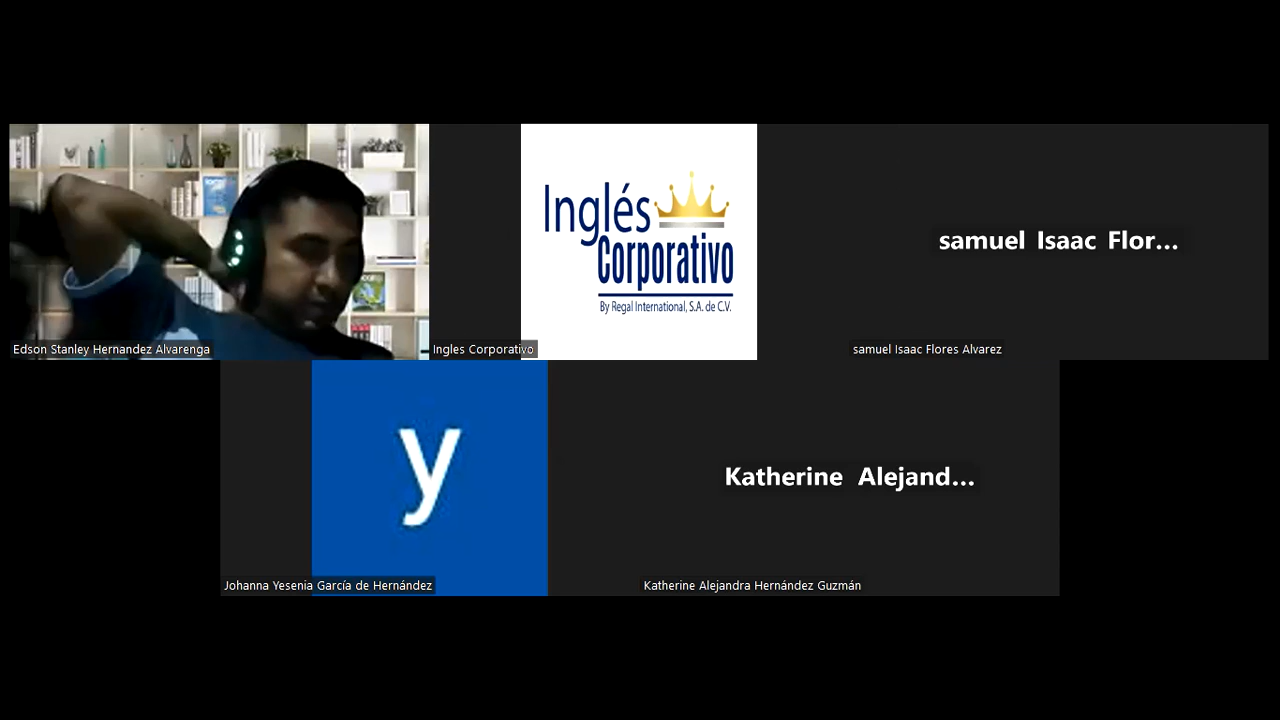 Inglés
Corporativo
By Regal International, S.A. de C.V.
samuel Isaac Flor...
Edson Stanley Hernandez Alvarenga
Ingles Corporativo
samuel Isaac Flores Alvarez
y
Katherine Alejand...
Johanna Yesenia García de Hernández
Katherine Alejandra Hernández Guzmán